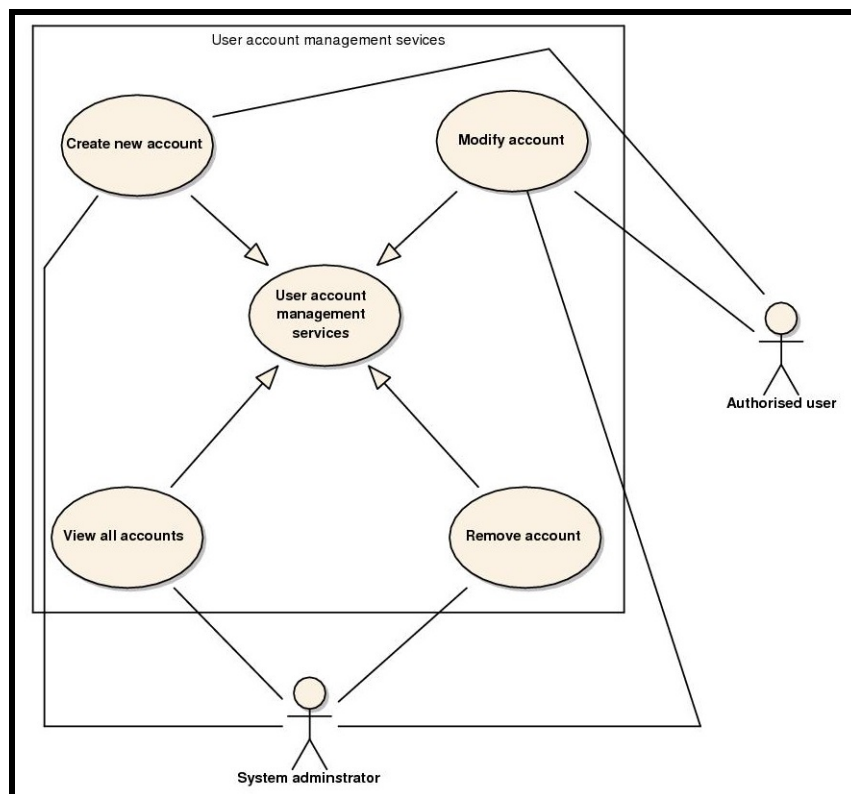 User account management sevices
Create new account
Modify account
User account
management
services
Authorised user
View all accounts
Remove account
System adminstrator